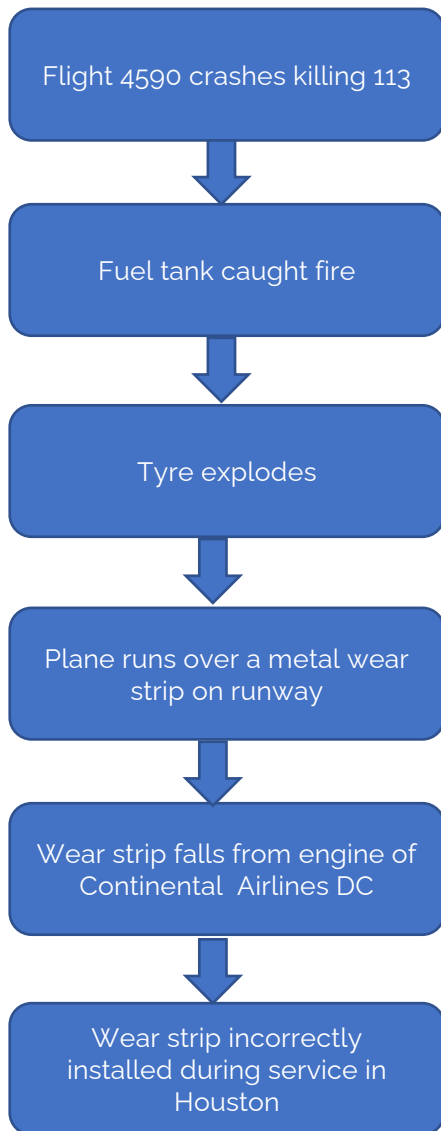 Flight 4590 crashes killing 113
Fuel tank caught fire
Tyre explodes
Plane runs over a metal wear
strip on runway
Wear strip falls from engine of
Continental Airlines DC
Wear strip incorrectly
installed during service in
Houston